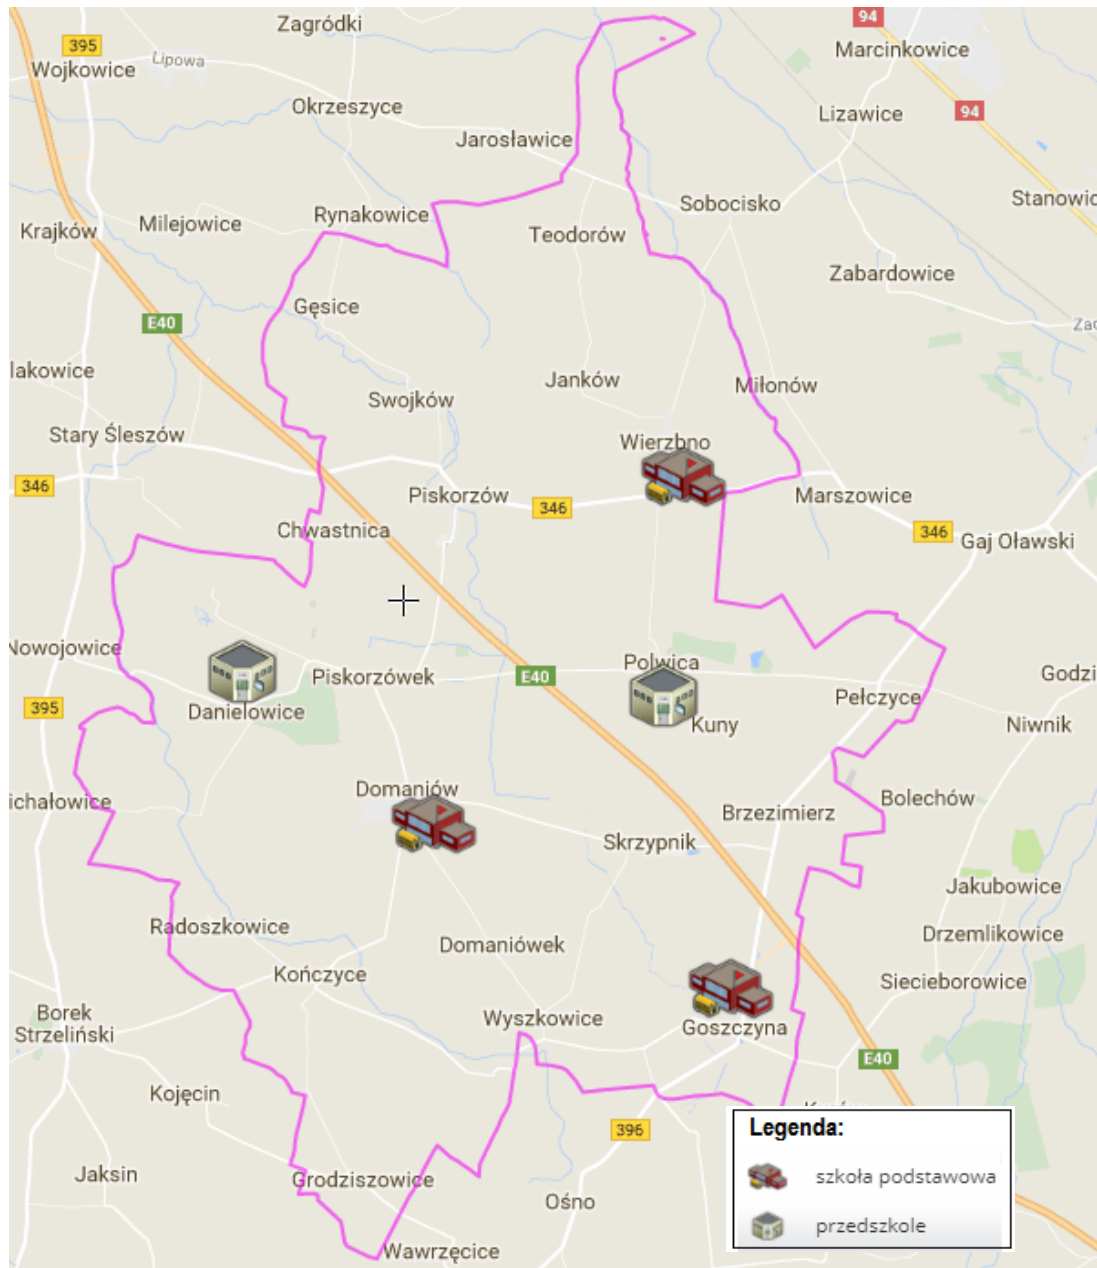 Zagródki
94
Marcinkowice
395
Lipowa
Wojkowice
Okrzeszyce
94
Lizawice
Jarosławice
Stanowic
Sobocisko
Rynakowice
Milejowice
Krajków
Teodorów
Zabardowice
Gęsice
E40
Zad
lakowice
Janków
Miłonów
Swojków
Stary Śleszów
Wierzbno
346
Piskorzów
346
Marszowice
Chwastnica
346
Gaj Oławski
Nowojowice
Polwica
Piskorzówek
E40
Godzi
Pełczyce
395
Danielowice
Kuny
Niwnik
Domaniów
ichałowice
Bolechów
Brzezimierz
Skrzypnik
Jakubowice
Radoszkowice
Drzemlikowice
Domaniówek
Kończyce
Siecieborowice
Borek
Strzeliński
Wyszkowice
Goszczyna
E40
Kojęcin
396
Legenda:
szkoła podstawowa
przedszkole
Jaksin
Grodziszowice
Ośno
Wawrzęcice